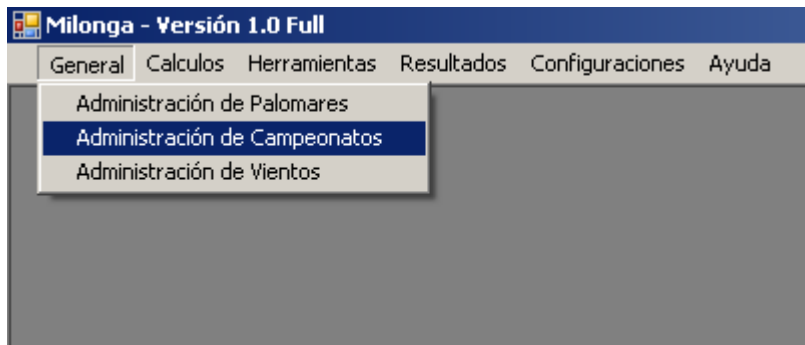 Milonga - Versión 1.0 Full
General Calculos Herramientas Resultados Configuraciones Ayuda
Administración de Palomares
Administración de Campeonatos
Administración de Vientos